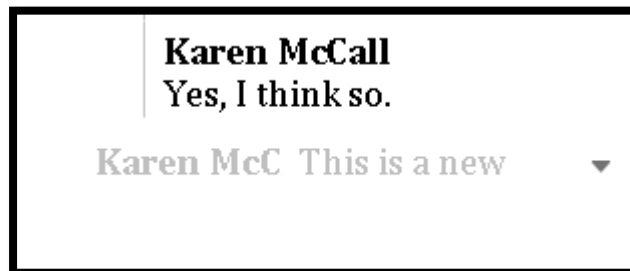 Karen McCall
Yes, I think so.
Karen McC This is a new